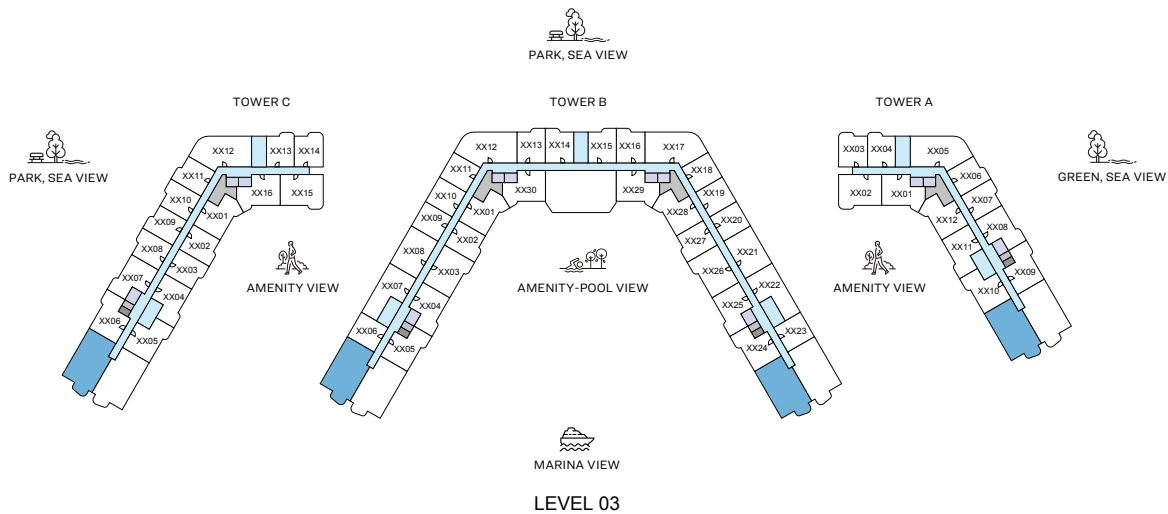 PARK, SEA VIEW
TOWER C
TOWER B
TOWER A
PARK, SEA VIEW
GREEN, SEA VIEW
XX12
XX13
XX14
XX11
XX10
XX09
XX08
XX07
XX06
XX01
XX16
XX15
XX02
XX03
XX04
XX05
XX12
XX13
XX14
XX15
XX16
XX17
XX11
XX10
XX09
XX08
XX07
XX06
XX30
XX01
XX02
XX03
XX04
XX05
XX29
XX28
XX27
XX26
XX25
XX24
XX18
XX19
XX20
XX21
XX22
XX23
XX03
XX04
XX05
XX02
XX01
XX06
XX07
XX08
XX09
XX12
XX11
XX10
AMENITY VIEW
AMENITY-POOL VIEW
AMENITY VIEW
MARINA VIEW
LEVEL 03